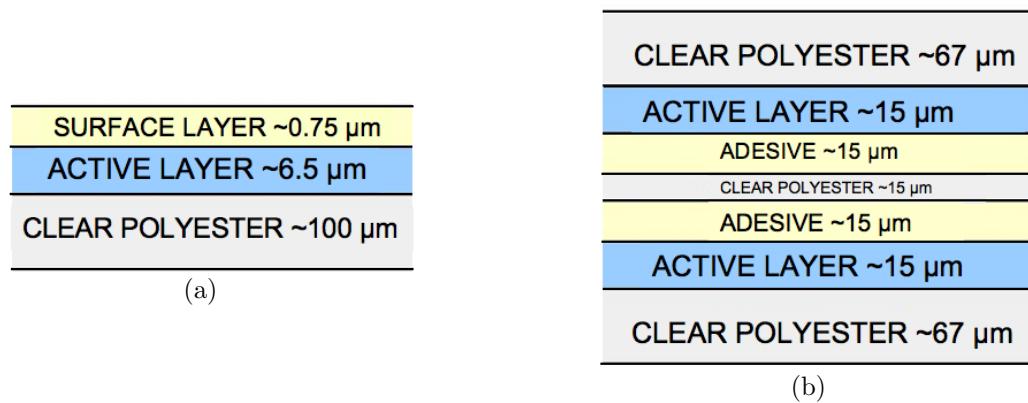 SURFACE LAYER ~0.75 µm
ACTIVE LAYER ~6.5 µm
CLEAR POLYESTER ~100 µm
(a)
CLEAR POLYESTER ~67 µm
ACTIVE LAYER ~15 µm
ADESIVE ~15 µm
CLEAR POLYESTER ~15 µm
ADESIVE ~15 µm
ACTIVE LAYER ~15 µm
CLEAR POLYESTER ~67 µm
(b)